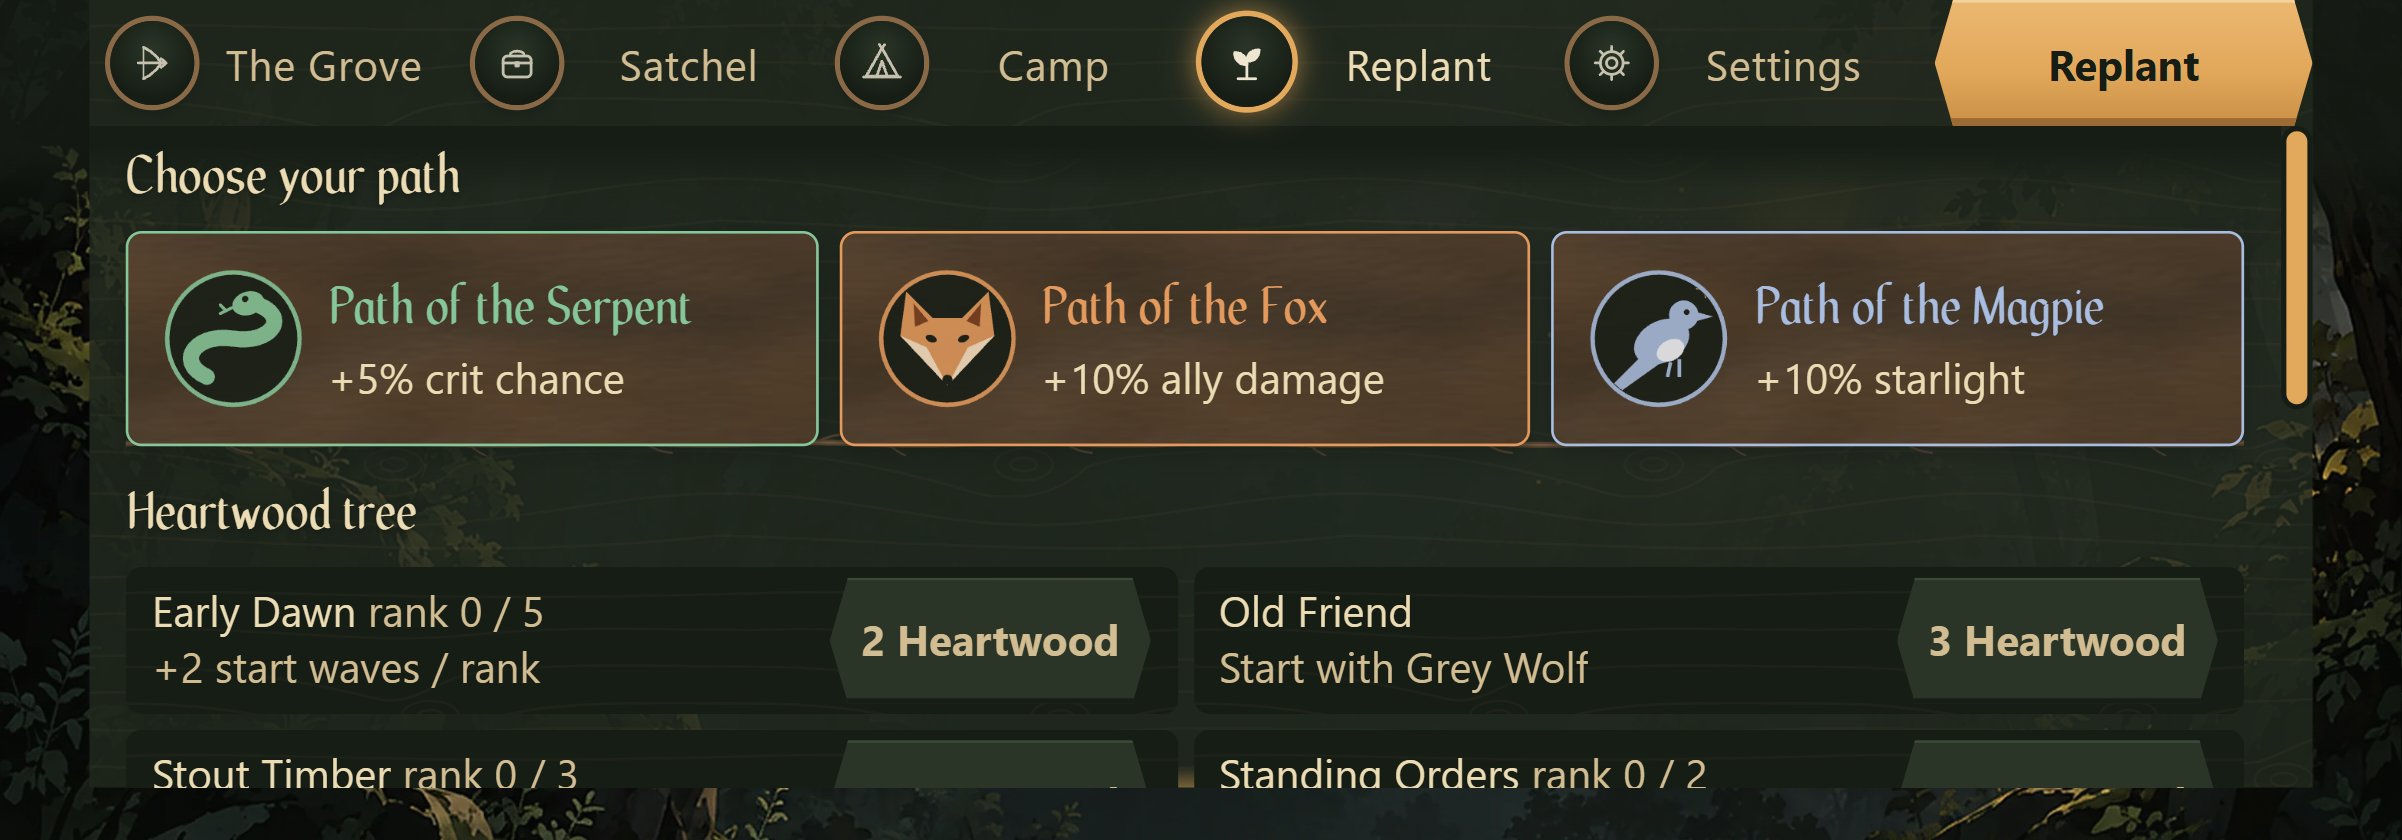 The Grove
Satchel
Camp
Replant
Settings
Replant
Choose your path
Path of the Serpent
+5% crit chance
Path of the Fox
+10% ally damage
Path of the Magpie
+10% starlight
Heartwood tree
Early Dawn rank 0 / 5
+2 start waves / rank
2 Heartwood
Old Friend
Start with Grey Wolf
3 Heartwood
Stout Timber rank 0 / 3
Standing Orders rank 0 / 2